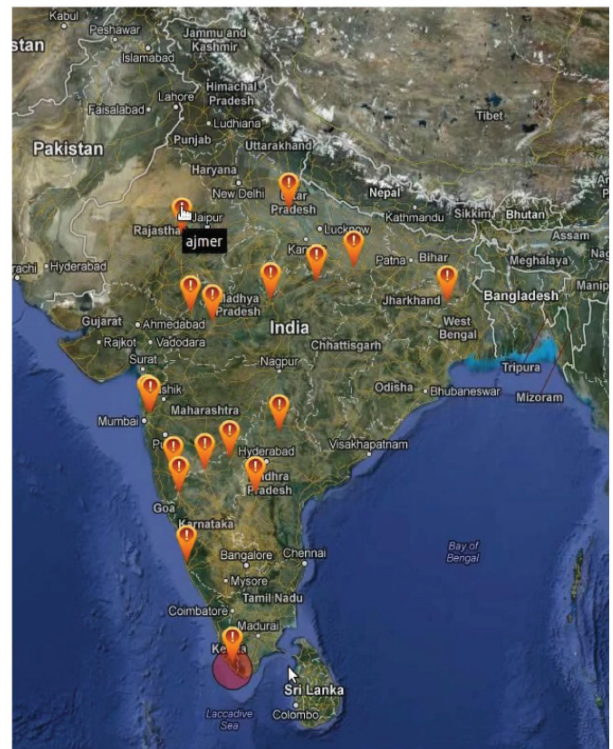 Kabul
Peshawar
Jammu and
Kashmir
stan
Islamabad
Himachal
Pradesh
Lahore
Faisalabad
Ludhiana
Tibet
Punjab
Uttarakhand
Pakistan
Haryana
New Delhi
Nepal
Pradesh
Jaipur
Kathmandu
Sikkim
Bhutan
Lucknow
Assam
ajmer
Patna
Bihar
Meghalaya
Hyderabad
Jharkhand
Bangladesh
Gujarat
Ahmedabad
Pradesh
India
West
Bengal
Rajkot
Vadodara
Chhattisgarh
Surat
Nagpur
Tripura
Odisha
Bhubaneswar
Mizoram
Maharashtra
Mumbai
Hyderabad
Visakhapatnam
Pradesh
Goa
Karnataka
Bangalore
Chennai
Bay of
Bengal
Mysore
Tamil Nadu
Coimbatore
Madurai
Sri Lanka
Laccadive
Sea
Colombo